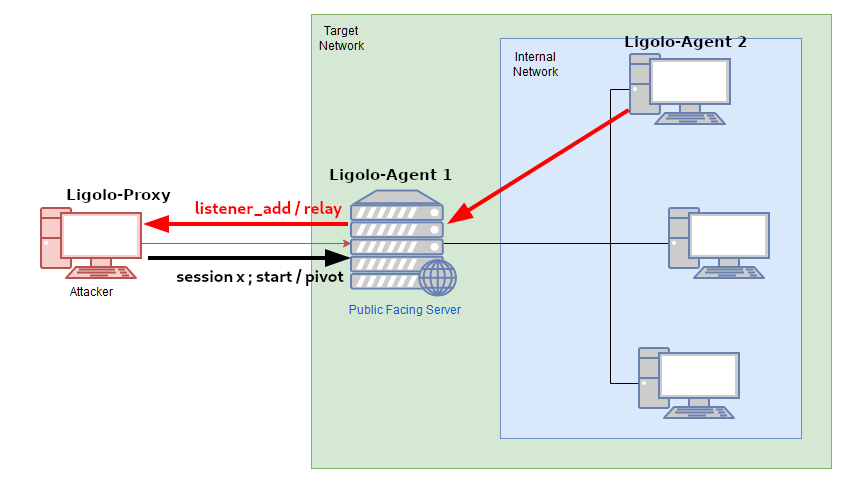 Target
Network
Internal
Network
Ligolo-Agent 2
Ligolo-Agent 1
Ligolo-Proxy
listener_add / relay
session x ; start / pivot
Attacker
Public Facing Server